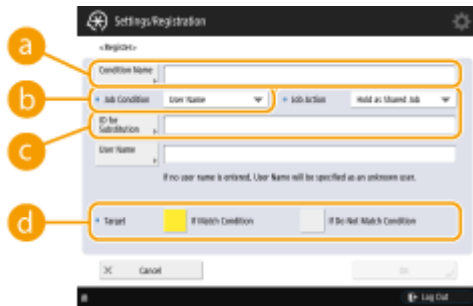 Settings/Registration
<Register>
a
Condition Name
b
Job Condition User Name Job Action Hold as Shared Job
c
ID for
Substitution
User Name
If no user name is entered, User Name will be specified as an unknown user.
d
Target If Match Condition If Do Not Match Condition
Cancel OK
Log Out